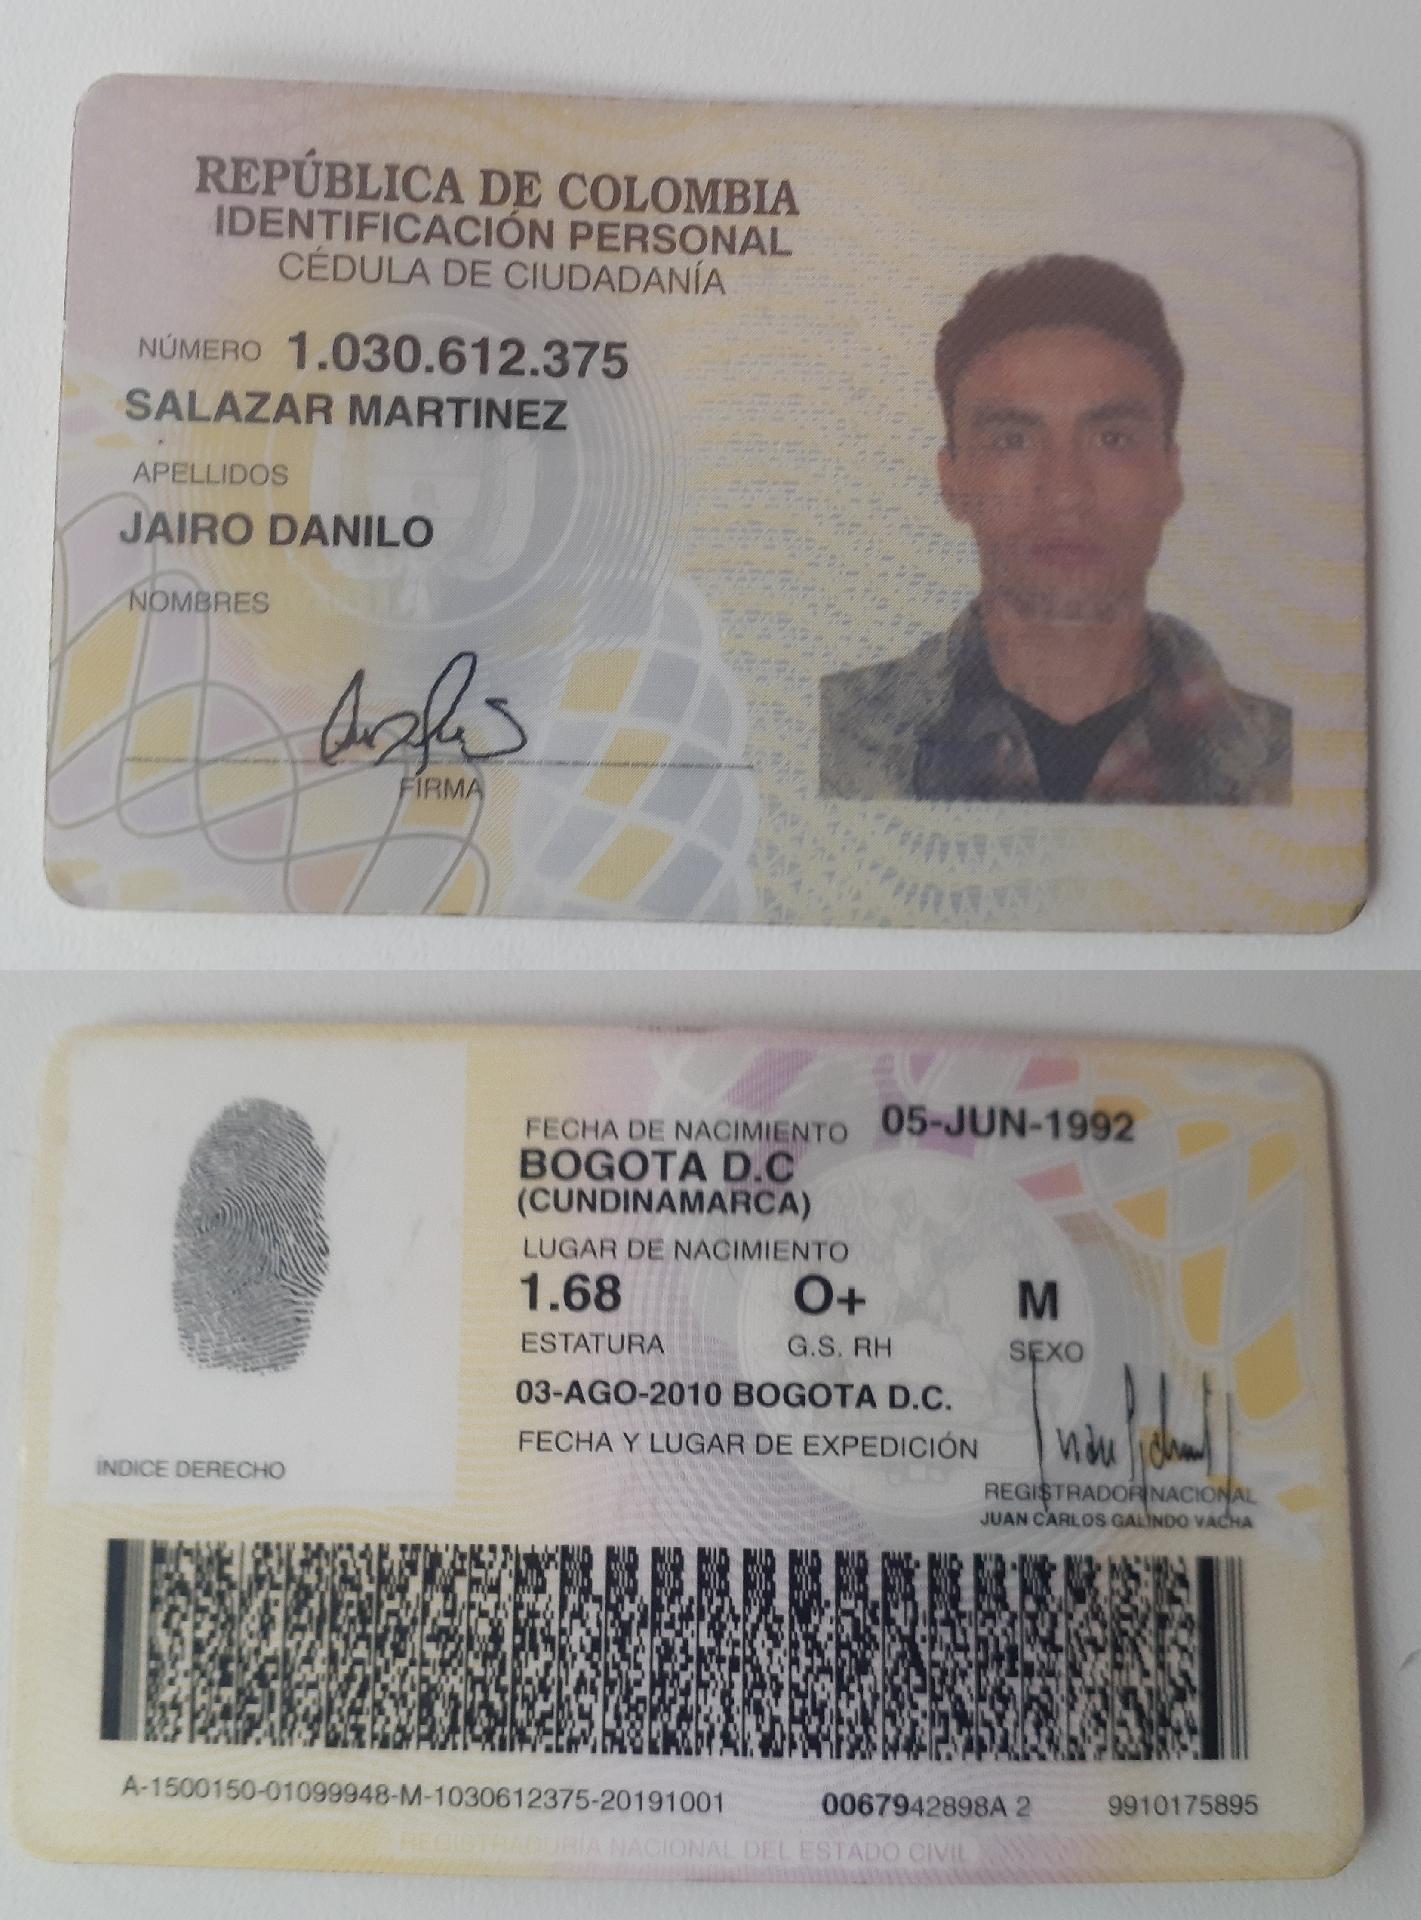 REPÚBLICA DE COLOMBIA
IDENTIFICACIÓN PERSONAL
CÉDULA DE CIUDADANÍA
NÚMERO 1.030.612.375
SALAZAR MARTINEZ
APELLIDOS
JAIRO DANILO
NOMBRES
FIRMA
FECHA DE NACIMIENTO 05-JUN-1992
BOGOTA D.C
(CUNDINAMARCA)
LUGAR DE NACIMIENTO
1.68 O+ M
ESTATURA G.S. RH SEXO
03-AGO-2010 BOGOTA D.C.
FECHA Y LUGAR DE EXPEDICIÓN
ÍNDICE DERECHO
REGISTRADOR NACIONAL
JUAN CARLOS GALINDO VACHA
A-1500150-01099948-M-1030612375-20191001 0067942898A 2 9910175895
REGISTRADURÍA NACIONAL DEL ESTADO CIVIL